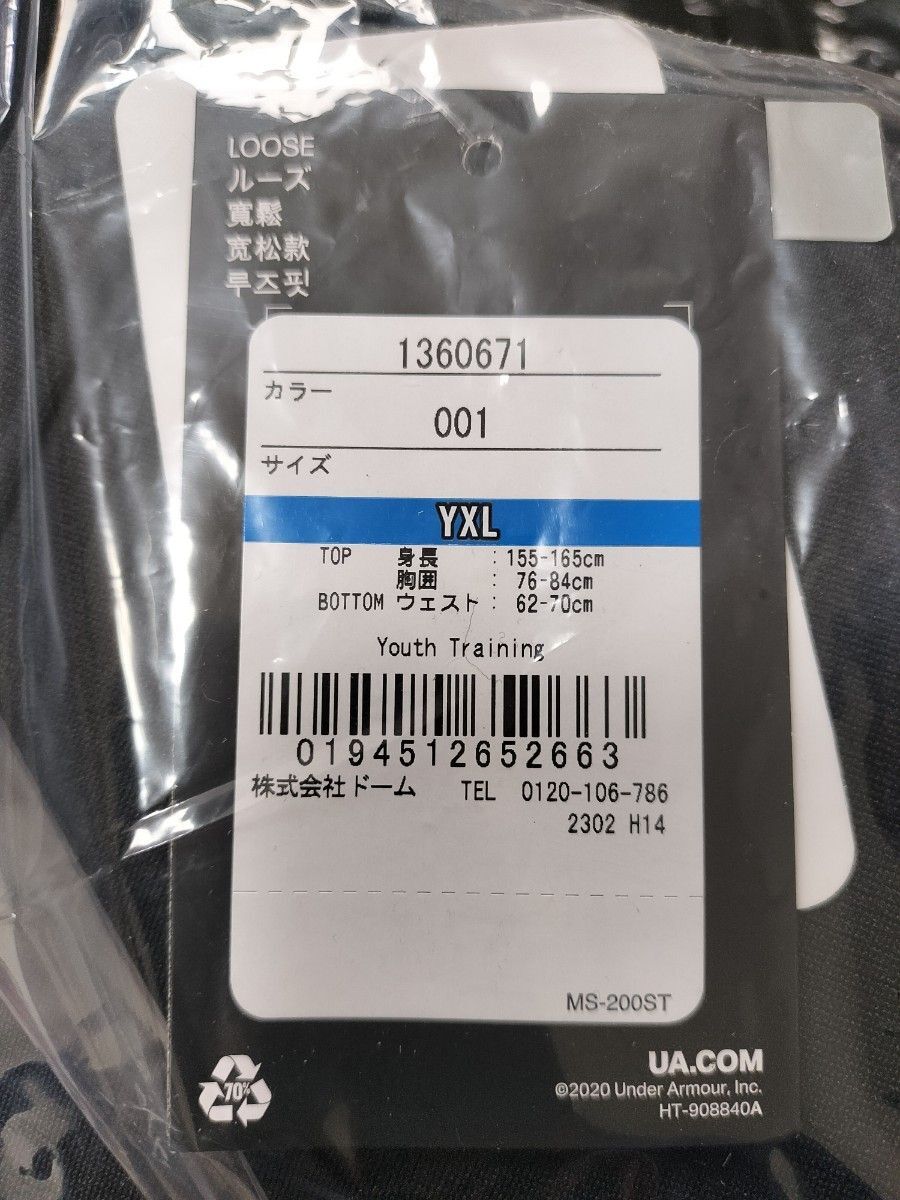 LOOSE
ルーズ
寬鬆
宽松款
루즈핏
1360671
カラー
001
サイズ
YXL
TOP 身長 : 155-165cm
胸囲 : 76-84cm
BOTTOM ウェスト : 62-70cm
Youth Training
0194512652663
株式会社ドーム TEL 0120-106-786
2302 H14
MS-200ST
70%
UA.COM
©2020 Under Armour, Inc.
HT-908840A